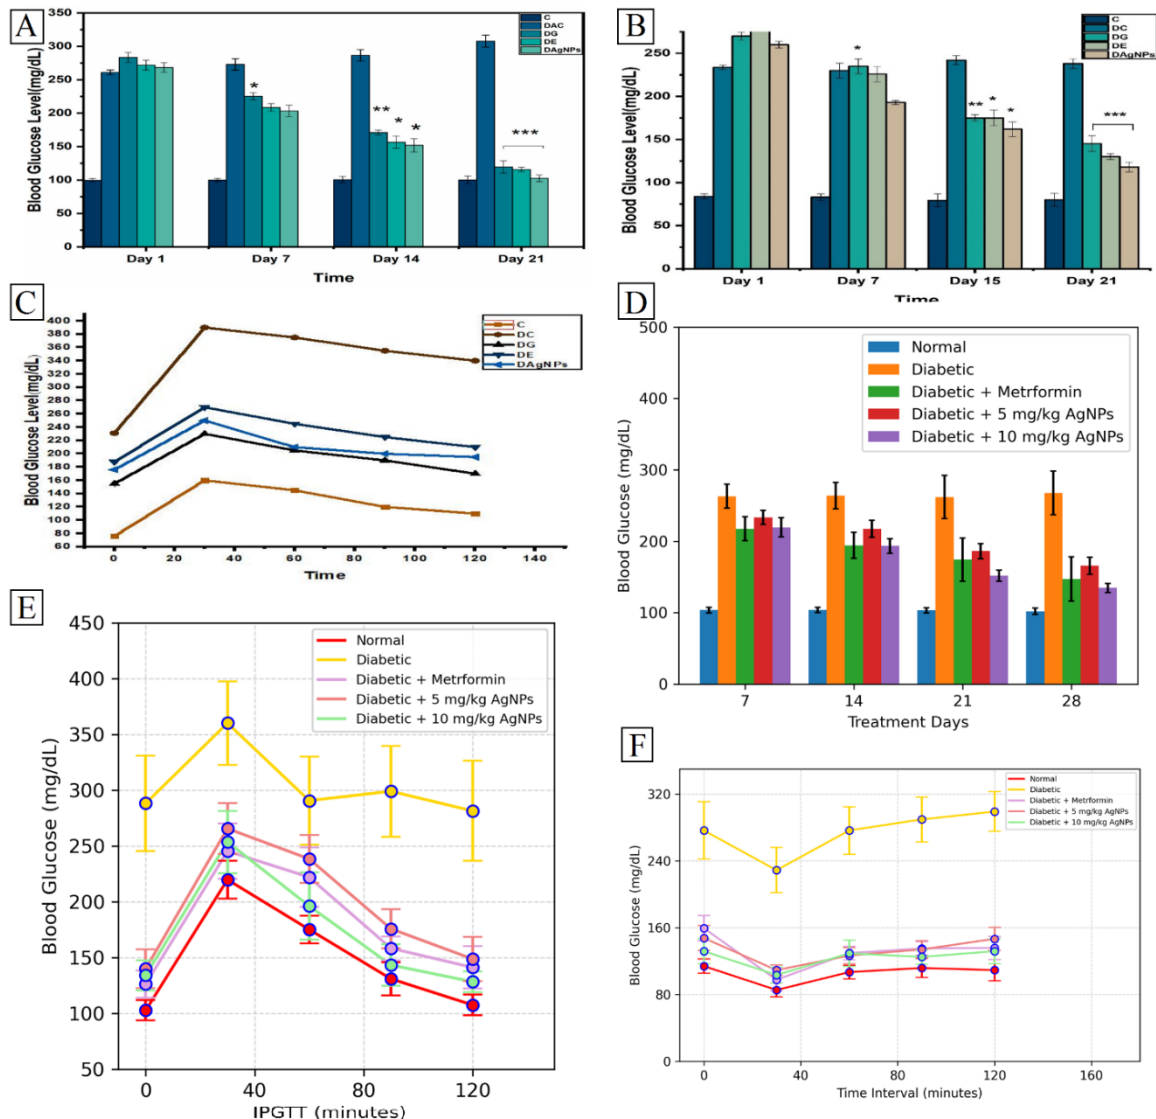 A
Blood Glucose Level(mg/dL)
350
300
250
200
150
100
50
0
C
DAC
DG
DE
DAgNPs
*
**
*
*
***
Day 1
Day 7
Day 14
Day 21
Time
B
Blood Glucose Level(mg/dL)
250
200
150
100
50
0
C
DC
DG
DE
DAgNPs
*
**
*
*
***
Day 1
Day 7
Day 15
Day 21
Time
C
Blood Glucose Level(mg/dL)
400
380
360
340
320
300
280
260
240
220
200
180
160
140
120
100
80
60
C
DC
DG
DE
DAgNPs
0
20
40
60
80
100
120
140
Time
D
Blood Glucose (mg/dL)
500
400
300
200
100
0
Normal
Diabetic
Diabetic + Metrformin
Diabetic + 5 mg/kg AgNPs
Diabetic + 10 mg/kg AgNPs
7
14
21
28
Treatment Days
E
Blood Glucose (mg/dL)
450
400
350
300
250
200
150
100
50
Normal
Diabetic
Diabetic + Metrformin
Diabetic + 5 mg/kg AgNPs
Diabetic + 10 mg/kg AgNPs
0
40
80
120
IPGTT (minutes)
F
Blood Glucose (mg/dL)
320
240
160
80
0
Normal
Diabetic
Diabetic + Metrformin
Diabetic + 5 mg/kg AgNPs
Diabetic + 10 mg/kg AgNPs
0
40
80
120
160
Time Interval (minutes)